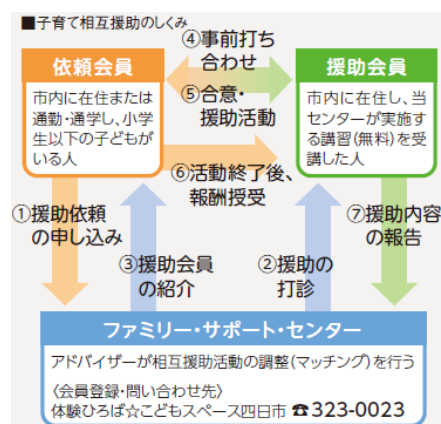 ■子育て相互援助のしくみ
④事前打ち
合わせ
依頼会員
市内に在住または
通勤・通学し、小学
生以下の子どもが
いる人
援助会員
市内に在住し、当
センターが実施す
る講習(無料)を受
講した人
⑤合意・
援助活動
⑥活動終了後、
報酬授受
①援助依頼
の申し込み
③援助会員
の紹介
②援助の
打診
⑦援助内容
の報告
ファミリー・サポート・センター
アドバイザーが相互援助活動の調整(マッチング)を行う
〈会員登録・問い合わせ先〉
体験ひろば☆こどもスペース四日市 ☎323-0023